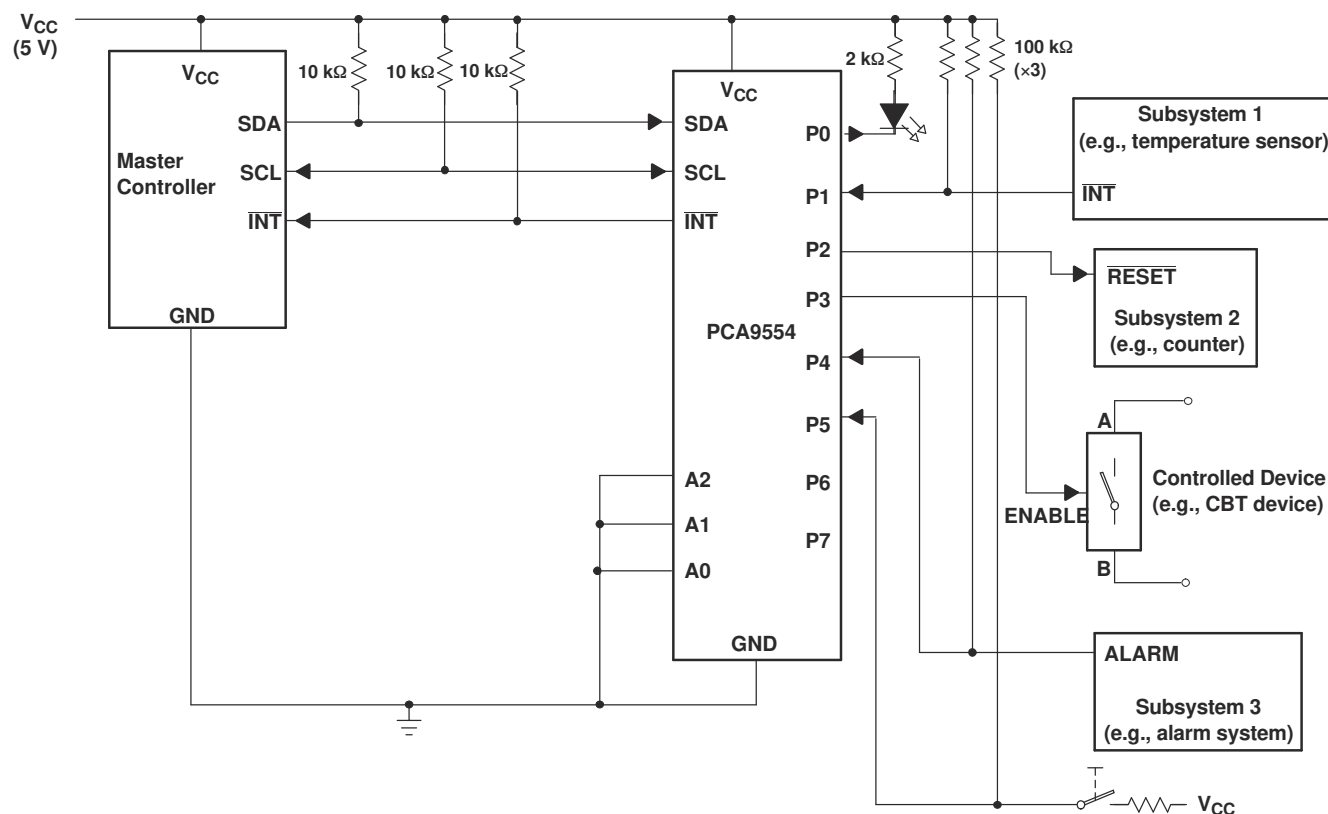 VCC
(5 V)
VCC
SDA
Master
Controller
SCL
INT
GND
10 kΩ
10 kΩ
10 kΩ
VCC
SDA
SCL
INT
PCA9554
A2
A1
A0
GND
P0
P1
P2
P3
P4
P5
P6
P7
2 kΩ
100 kΩ
(×3)
Subsystem 1
(e.g., temperature sensor)
INT
RESET
Subsystem 2
(e.g., counter)
A
Controlled Device
(e.g., CBT device)
ENABLE
B
ALARM
Subsystem 3
(e.g., alarm system)
VCC